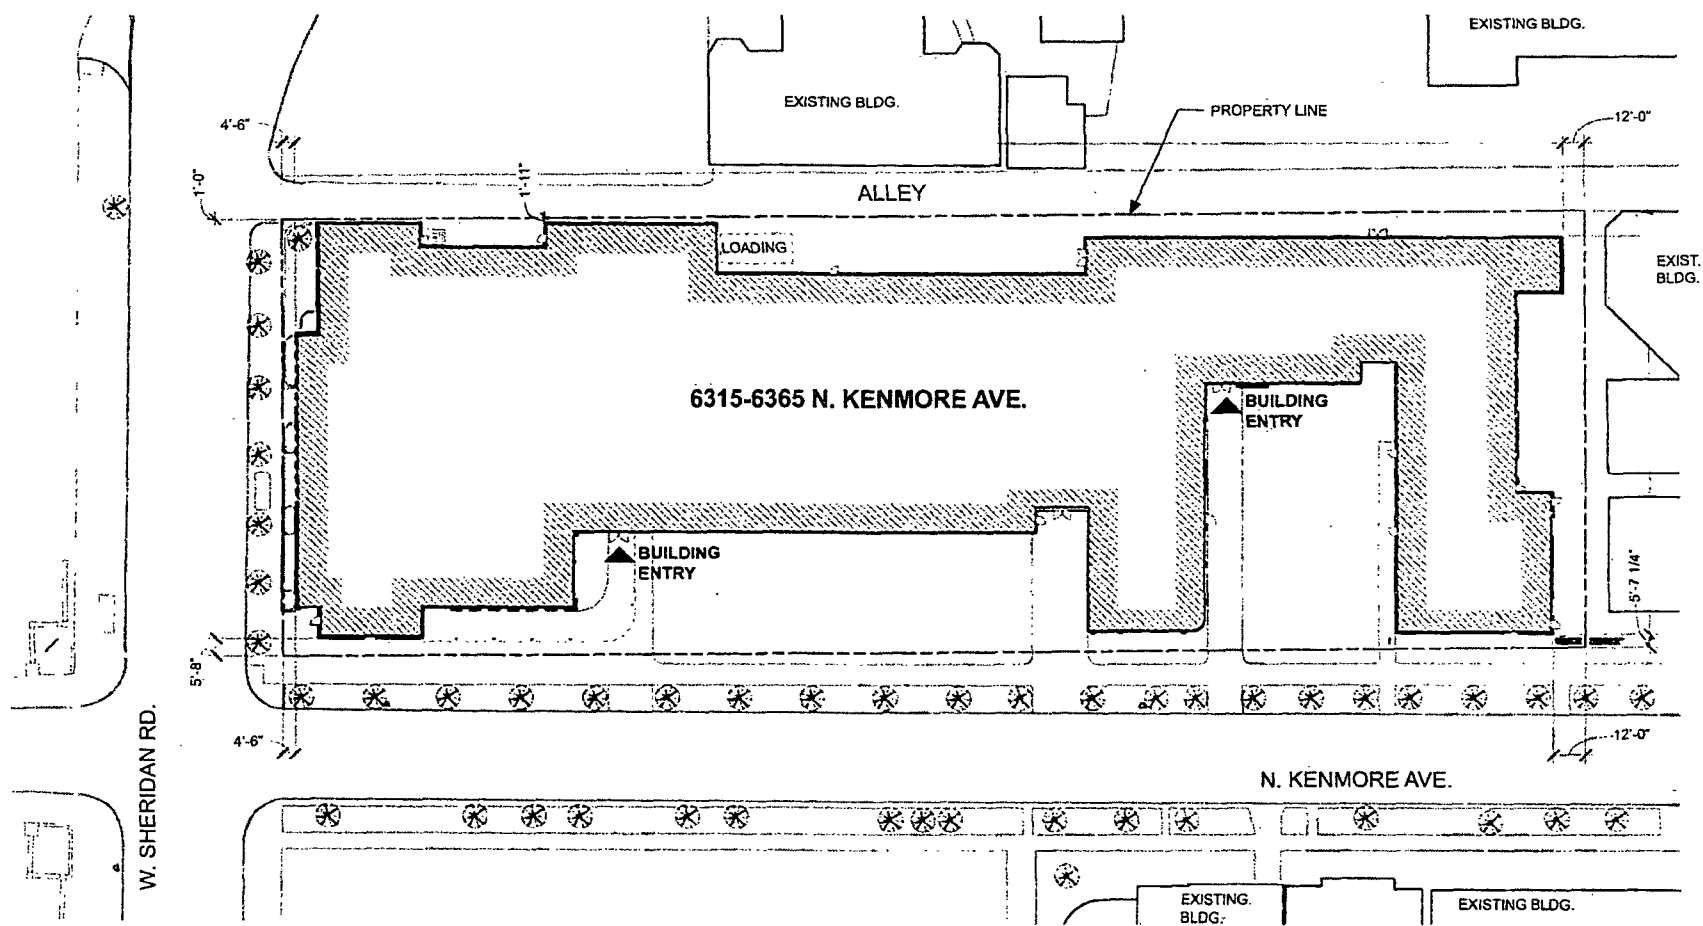 EXISTING BLDG.
EXISTING BLDG.
PROPERTY LINE
12'-0"
4'-6"
1'-0"
1'-11"
ALLEY
LOADING
EXIST.
BLDG.
6315-6365 N. KENMORE AVE.
BUILDING
ENTRY
BUILDING
ENTRY
5'-7 1/4"
5'-8"
4'-6"
12'-0"
W. SHERIDAN RD.
N. KENMORE AVE.
EXISTING.
BLDG.
EXISTING BLDG.